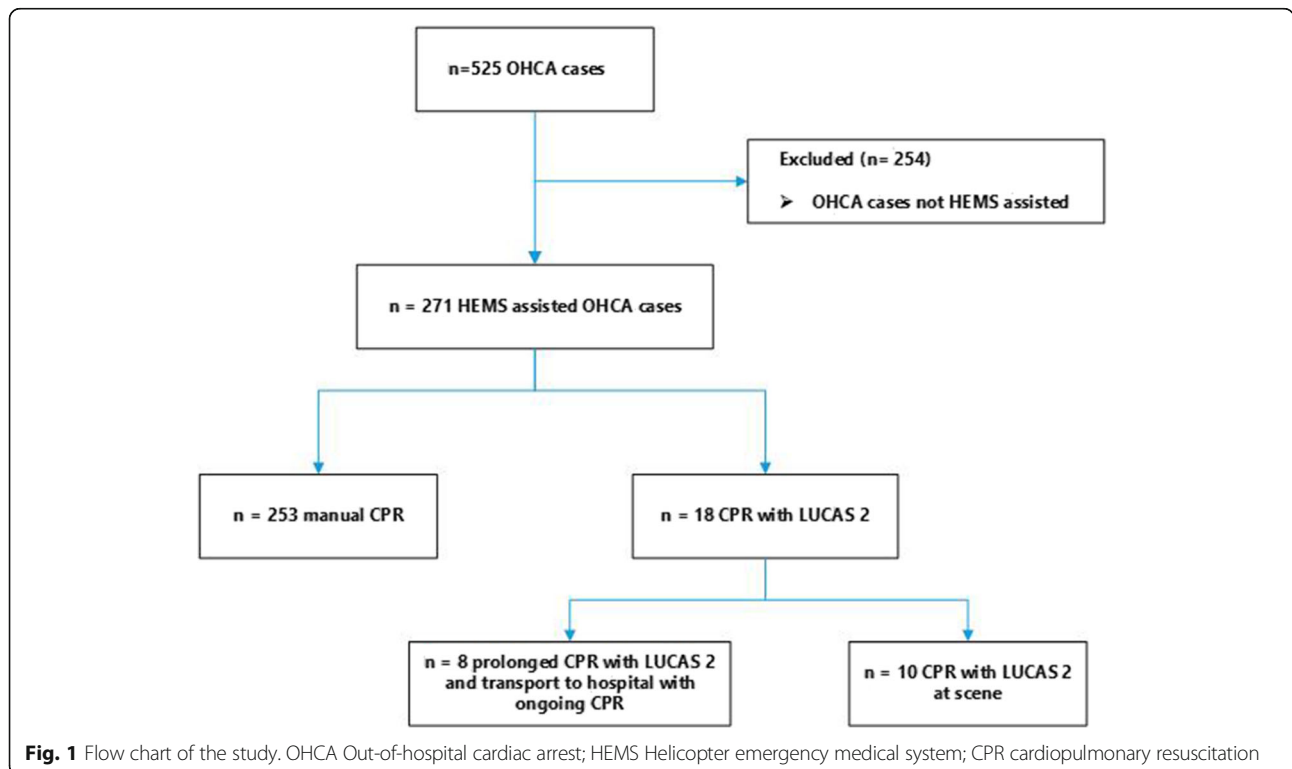 n=525 OHCA cases
Excluded (n= 254)
➢ OHCA cases not HEMS assisted
n = 271 HEMS assisted OHCA cases
n = 253 manual CPR
n = 18 CPR with LUCAS 2
n = 8 prolonged CPR with LUCAS 2
and transport to hospital with
ongoing CPR
n = 10 CPR with LUCAS 2
at scene
Fig. 1 Flow chart of the study. OHCA Out-of-hospital cardiac arrest; HEMS Helicopter emergency medical system; CPR cardiopulmonary resuscitation